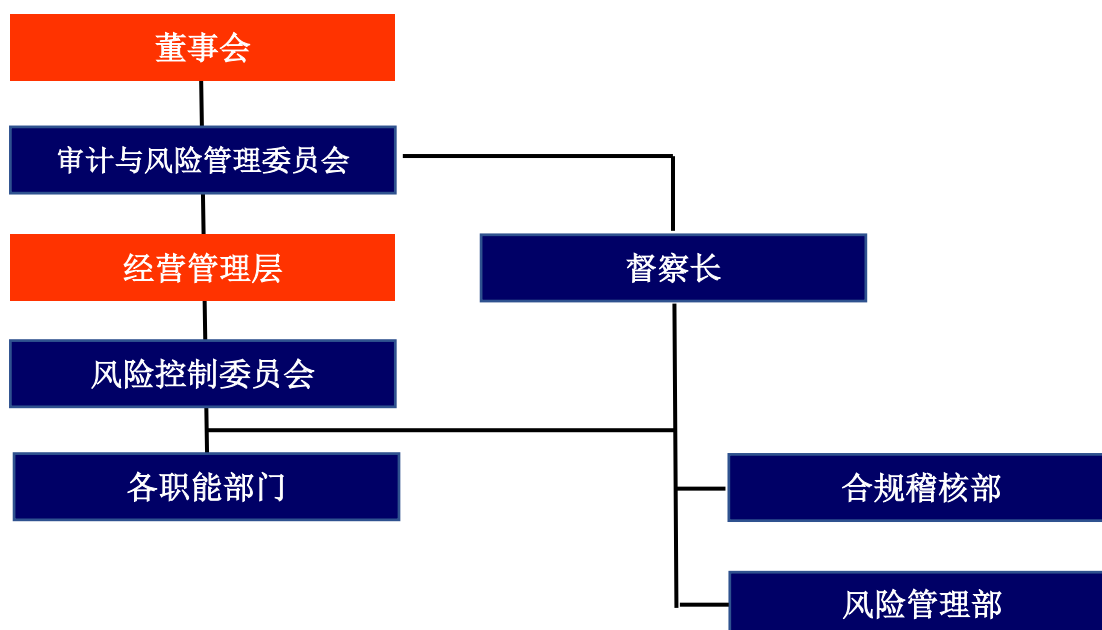 董事会
审计与风险管理委员会
经营管理层
督察长
风险控制委员会
各职能部门
合规稽核部
风险管理部